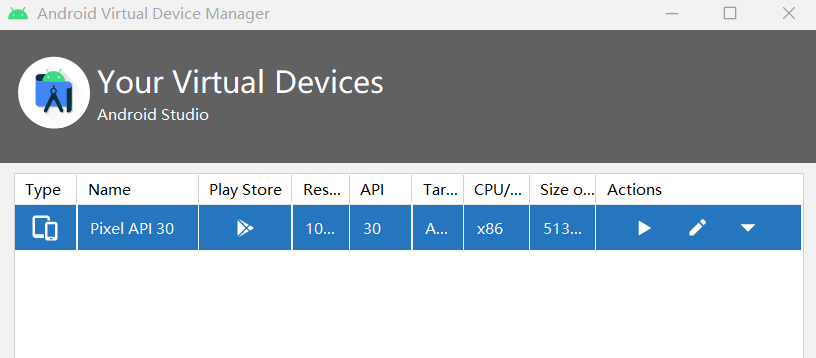 Android Virtual Device Manager
Your Virtual Devices
Android Studio
Type Name Play Store Res... API Tar... CPU/... Size o... Actions
Pixel API 30 10... 30 A... x86 513...